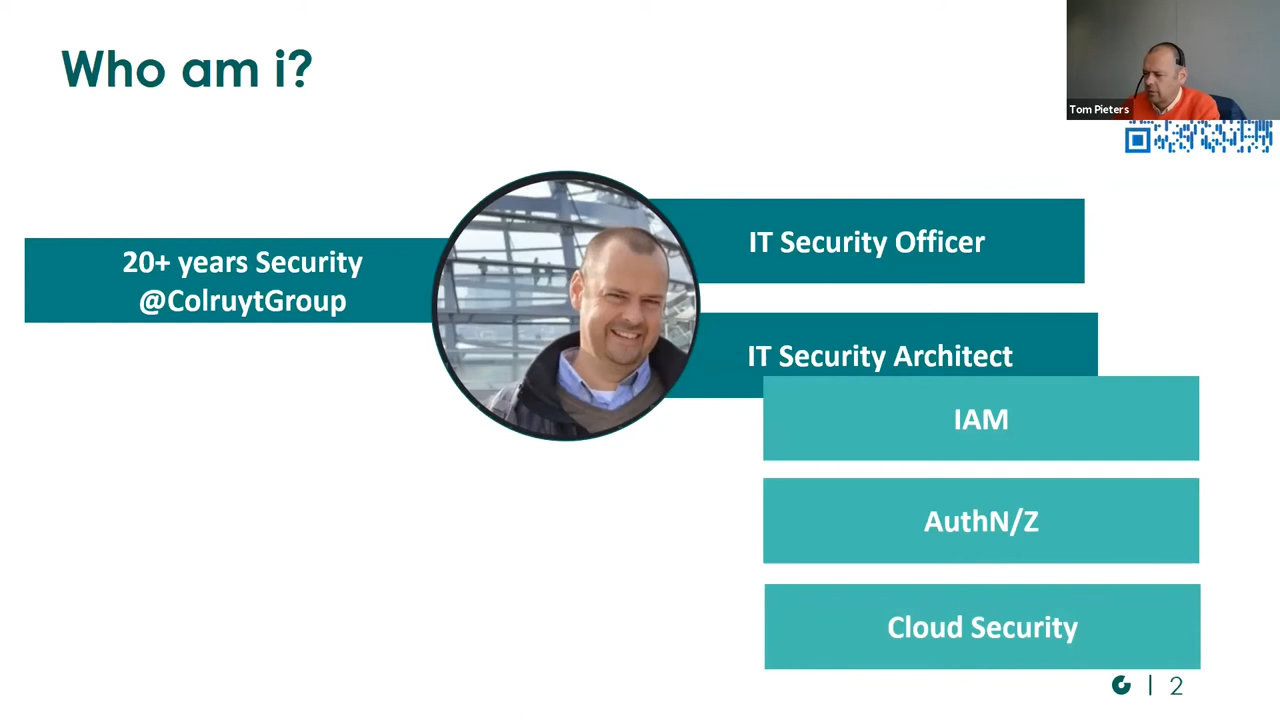 Who am i?
Tom Pieters
20+ years Security
@ColruytGroup
IT Security Officer
IT Security Architect
IAM
AuthN/Z
Cloud Security
2